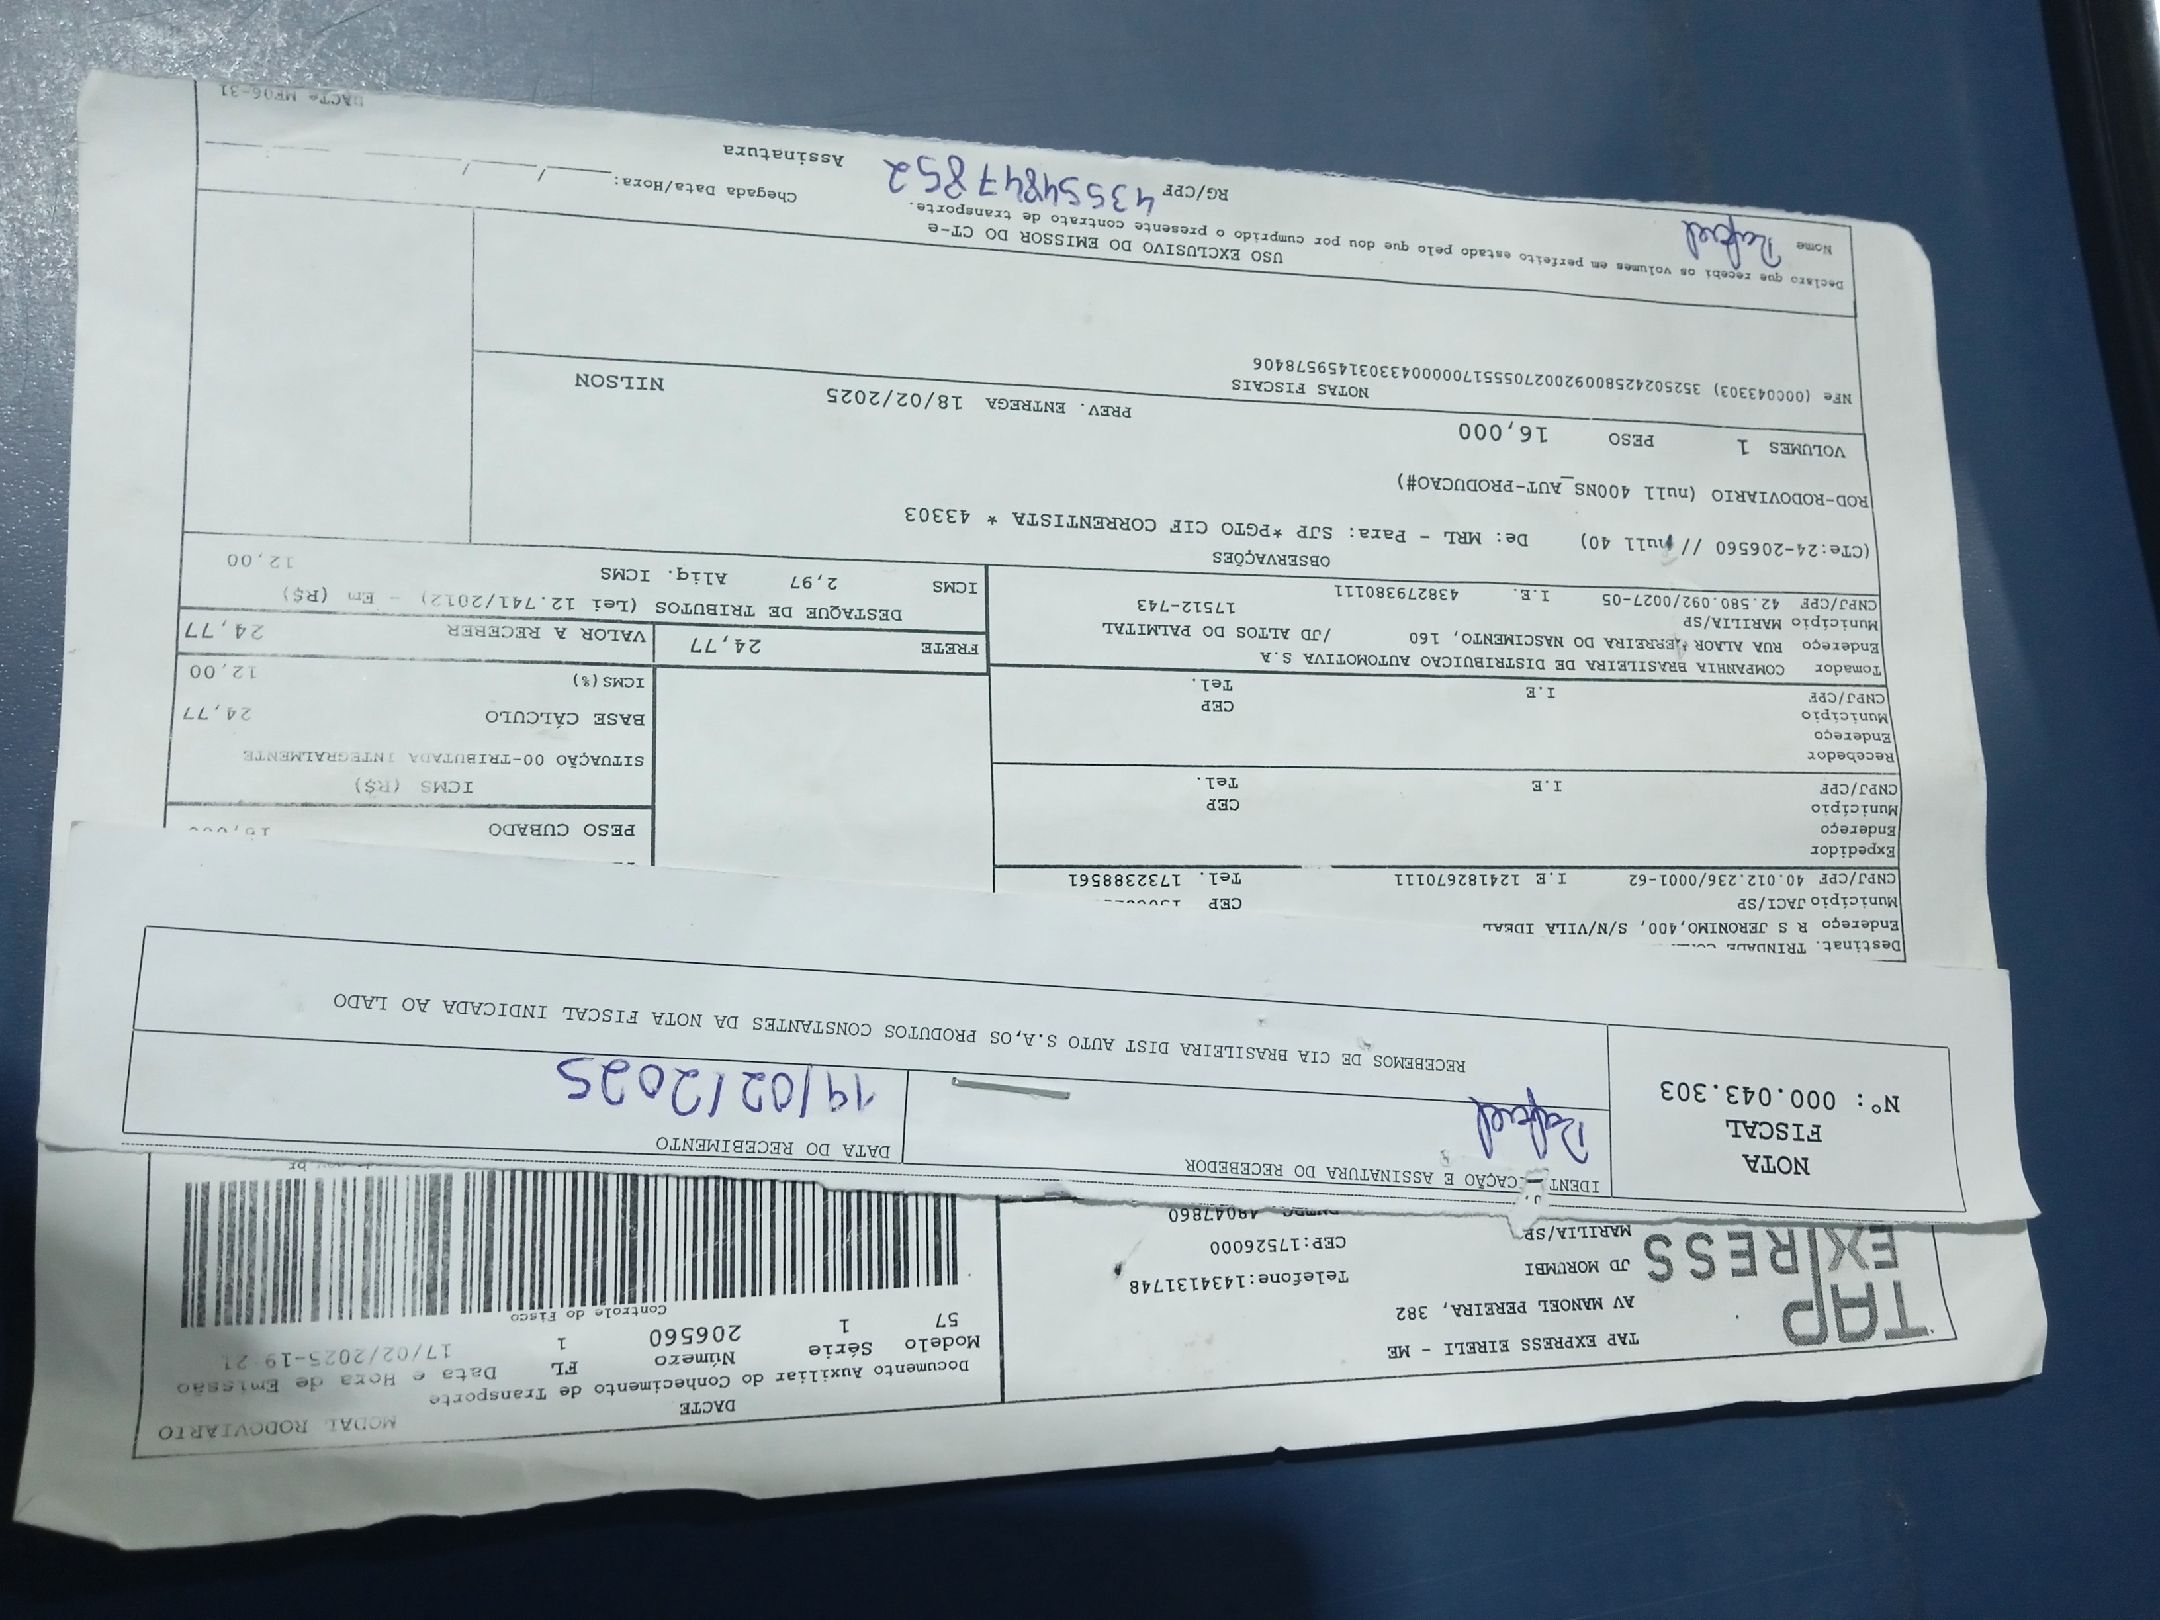 DACTE
MODAL RODOVIARIO
Documento Auxiliar do Conhecimento de Transporte
Modelo Série Número FL Data e Hora de Emissão
57 1 206560 1 17/02/2025-19:21
Controle do Fisco
TAP EXPRESS
TAP EXPRESS EIRELI - ME
AV MANOEL PEREIRA, 382
JD MORUMBI Telefone:1434131748
MARILIA/SP CEP:17526000
48047860
NOTA
FISCAL
Nº: 000.043.303
CAÇÃO E ASSINATURA DO RECEBEDOR
Rafael
DATA DO RECEBIMENTO
19/02/2025
RECEBEMOS DE CIA BRASILEIRA DIST AUTO S.A,OS PRODUTOS CONSTANTES DA NOTA FISCAL INDICADA AO LADO
Destinat. TRINDADE
Endereço R S JERONIMO,400, S/N/VILA IDEAL
Município JACI/SP CEP
CNPJ/CPF 40.012.236/0001-62 I.E 124182670111 Tel. 1732388561
Expedidor
Endereço
Município CEP
CNPJ/CPF I.E Tel.
Recebedor
Endereço
Município CEP
CNPJ/CPF I.E Tel.
Tomador COMPANHIA BRASILEIRA DE DISTRIBUICAO AUTOMOTIVA S.A
Endereço RUA ALAOR FERREIRA DO NASCIMENTO, 160 /JD ALTOS DO PALMITAL
Município MARILIA/SP 17512-743
CNPJ/CPF 42.580.092/0027-05 I.E. 438279380111
PESO CUBADO 16,000
ICMS (R$)
SITUAÇÃO 00-TRIBUTADA INTEGRALMENTE
BASE CÁLCULO 24,77
ICMS(%) 12,00
FRETE 24,77 VALOR A RECEBER 24,77
DESTAQUE DE TRIBUTOS (Lei 12.741/2012) - Em (R$)
ICMS 2,97 Aliq. ICMS 12,00
OBSERVAÇÕES
(CTe:24-206560 // null 40) De: MRL - Para: SJP *PGTO CIF CORRENTISTA * 43303
ROD-RODOVIARIO (null 400NS_AUT-PRODUCAO#)
VOLUMES 1 PESO 16,000 PREV. ENTREGA 18/02/2025 NILSON
NOTAS FISCAIS
NFe (000043303) 35250242580092002705551700000433031459578406
USO EXCLUSIVO DO EMISSOR DO CT-e
Declaro que recebi os volumes em perfeito estado pelo que dou por cumprido o presente contrato de transporte.
Nome Rafael RG/CPF 43554847852 Chegada Data/Hora: / / :
Assinatura
DACTe MF06-31